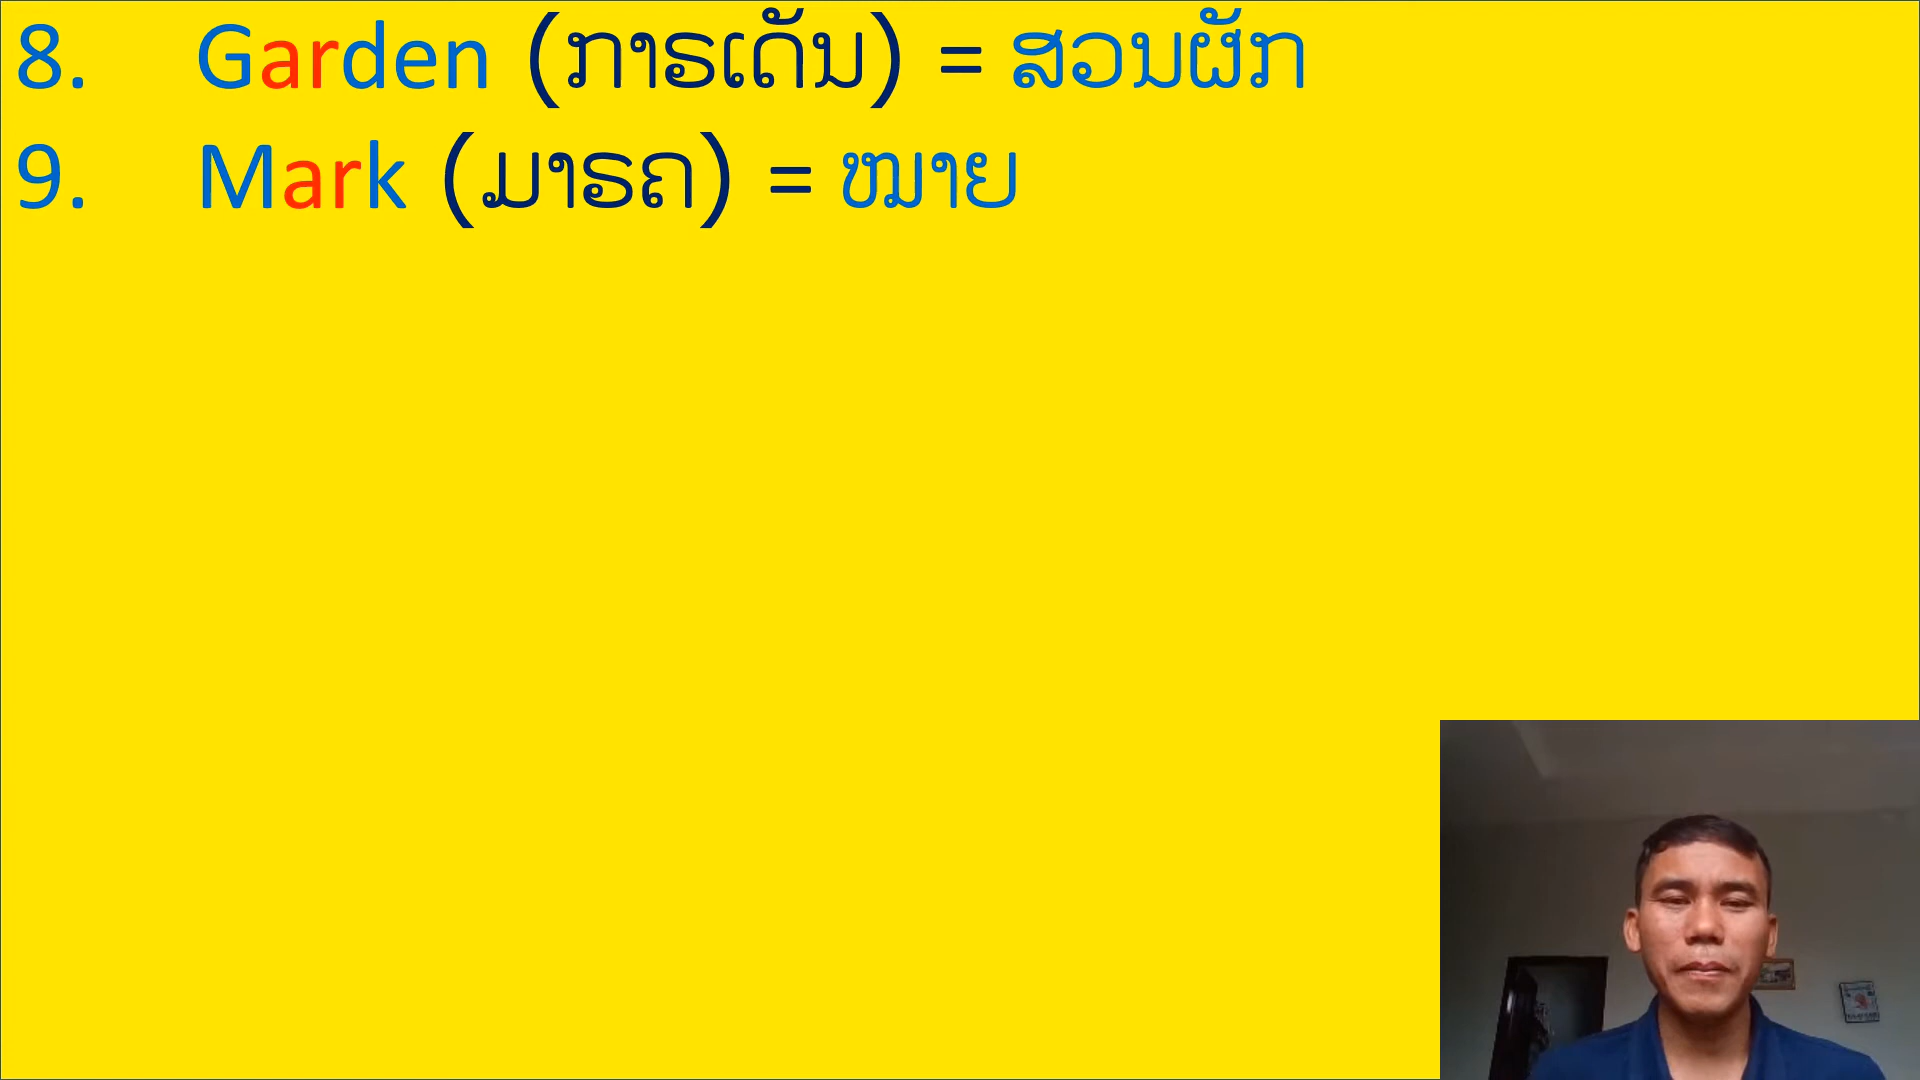 8. Garden (ກາຣເດັນ) = ສວນຜັກ
9. Mark (ມາຣຄ) = ໝາຍ